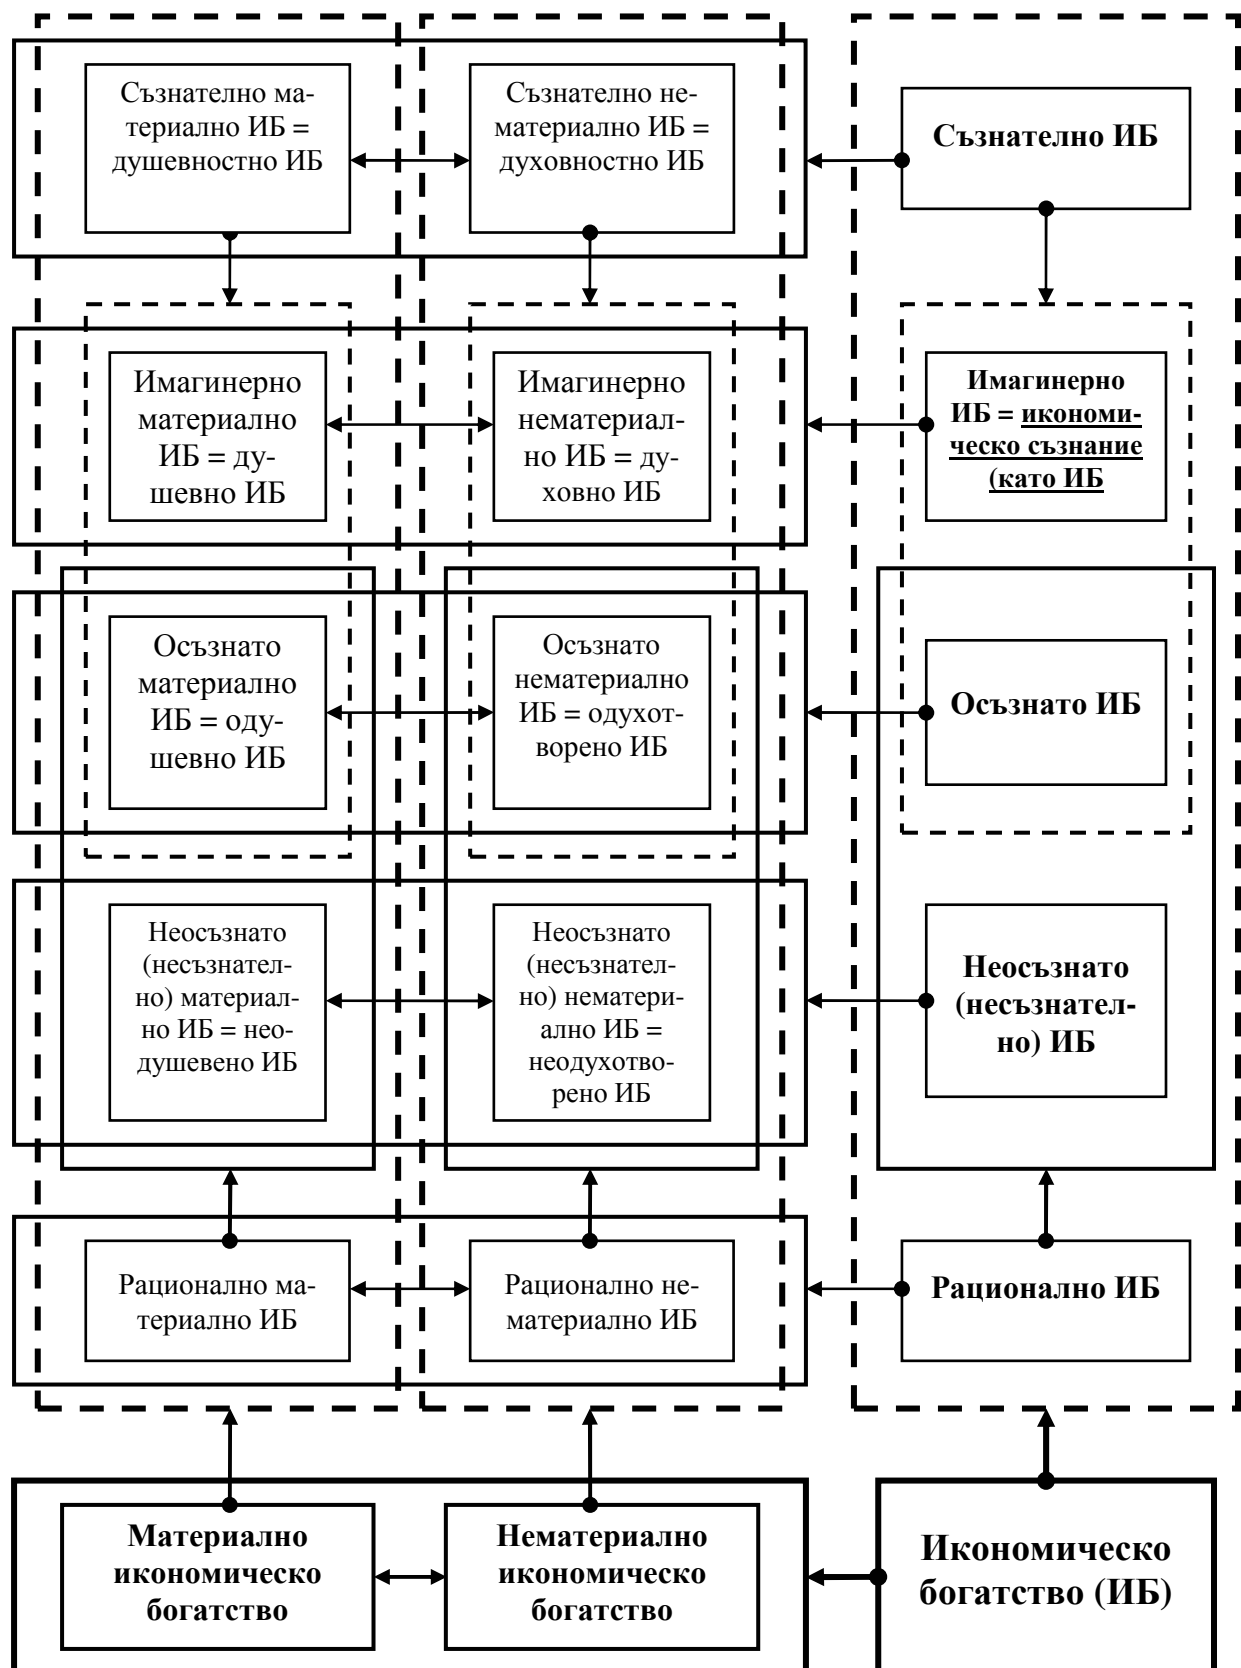 Съзнателно ма-
териално ИБ =
душевностно ИБ
Съзнателно не-
материално ИБ =
духовностно ИБ
Съзнателно ИБ
Имагинерно
материално
ИБ = ду-
шевно ИБ
Имагинерно
нематериал-
но ИБ = ду-
ховно ИБ
Имагинерно
ИБ = икономи-
ческо съзнание
(като ИБ
Осъзнато
материално
ИБ = оду-
шевно ИБ
Осъзнато
нематериално
ИБ = одухот-
ворено ИБ
Осъзнато ИБ
Неосъзнато
(несъзнател-
но) материал-
но ИБ = нео-
душевено ИБ
Неосъзнато
(несъзнател-
но) нематери-
ално ИБ =
неодухотво-
рено ИБ
Неосъзнато
(несъзнател-
но) ИБ
Рационално ма-
териално ИБ
Рационално не-
материално ИБ
Рационално ИБ
Материално
икономическо
богатство
Нематериално
икономическо
богатство
Икономическо
богатство (ИБ)